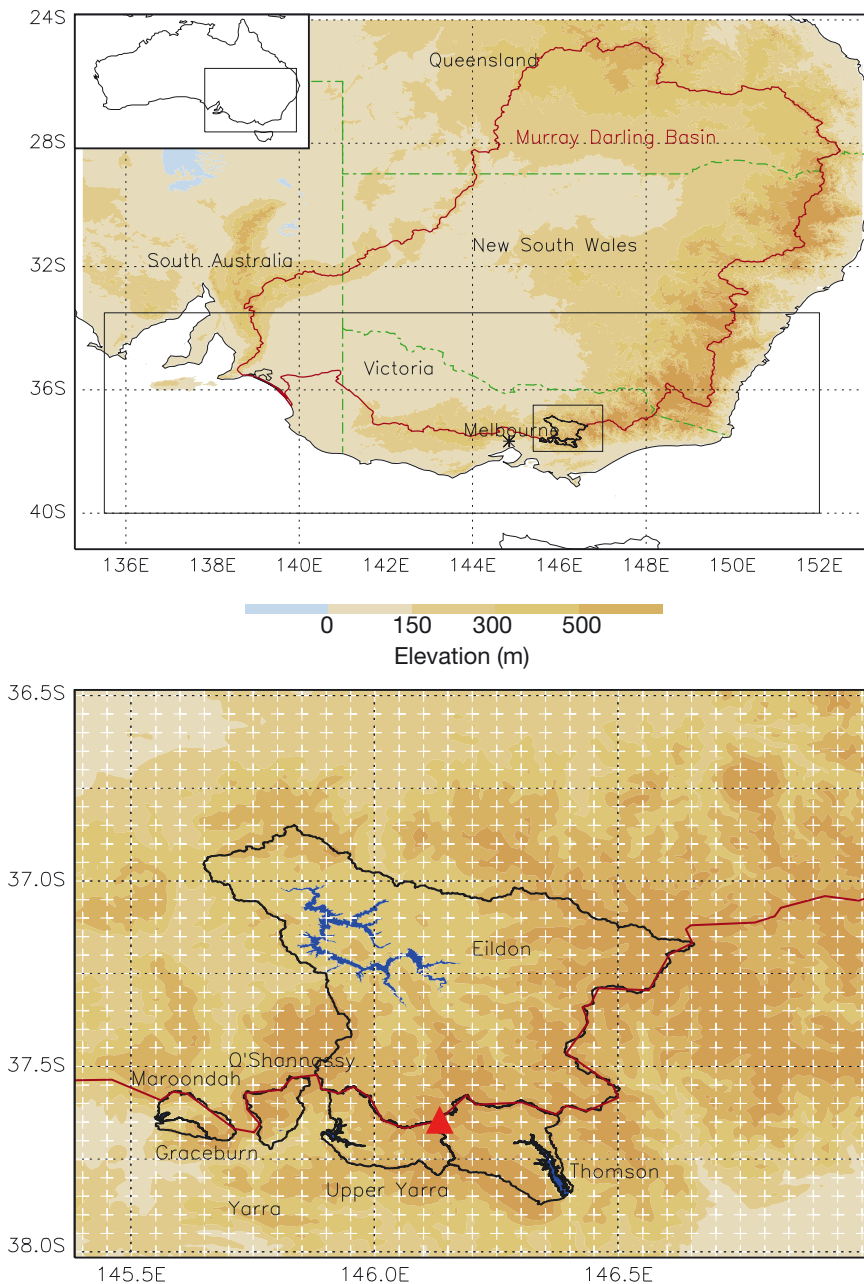 24S
Queensland
Murray Darling Basin
28S
New South Wales
South Australia
32S
Victoria
36S
Melbourne
40S
136E 138E 140E 142E 144E 146E 148E 150E 152E
0 150 300 500
Elevation (m)
36.5S
37.0S
Eildon
37.5S
O'Shannassy
Maroondah
Graceburn
Thomson
Upper Yarra
Yarra
38.0S
145.5E 146.0E 146.5E